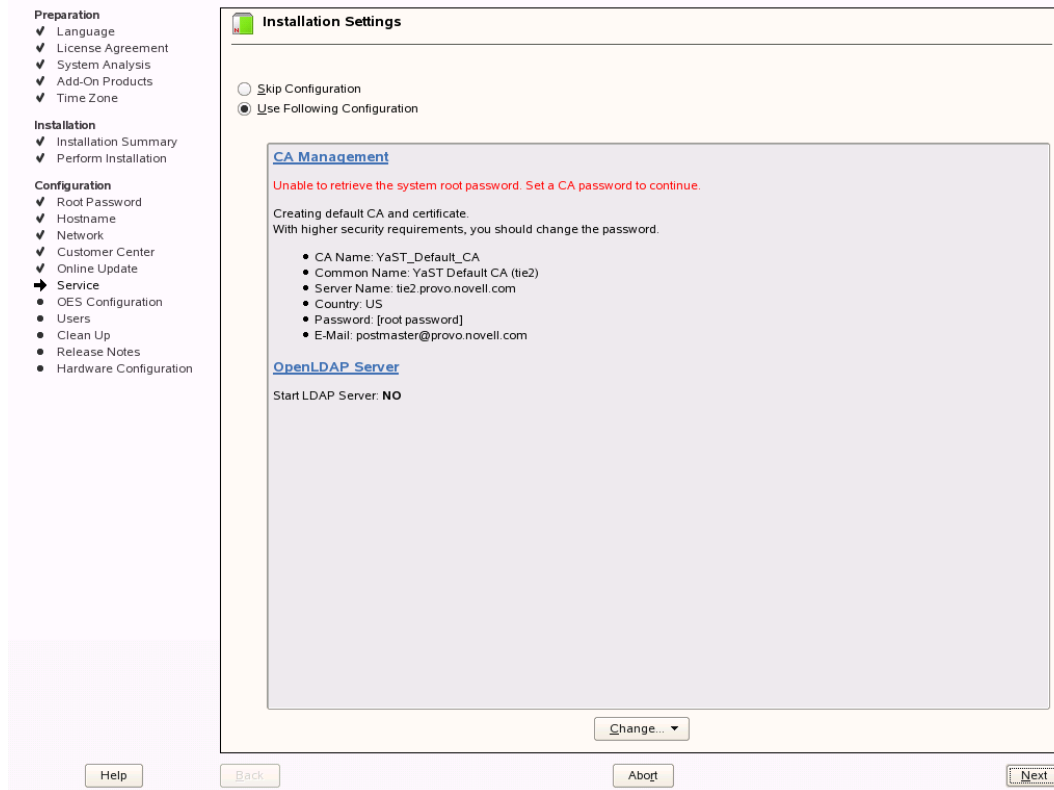 Preparation
Language
License Agreement
System Analysis
Add-On Products
Time Zone
Installation
Installation Summary
Perform Installation
Configuration
Root Password
Hostname
Network
Customer Center
Online Update
Service
OES Configuration
Users
Clean Up
Release Notes
Hardware Configuration
Installation Settings
Skip Configuration
Use Following Configuration
CA Management
Unable to retrieve the system root password. Set a CA password to continue.
Creating default CA and certificate.
With higher security requirements, you should change the password.
CA Name: YaST_Default_CA
Common Name: YaST Default CA (tie2)
Server Name: tie2.provo.novell.com
Country: US
Password: [root password]
E-Mail: postmaster@provo.novell.com
OpenLDAP Server
Start LDAP Server: NO
Change...
Help
Back
Abort
Next